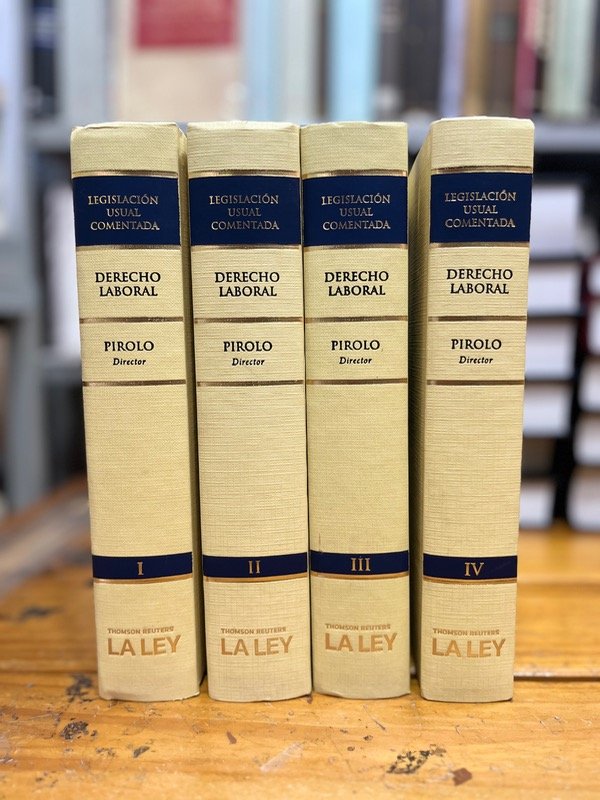 LEGISLACIÓN
USUAL
COMENTADA
DERECHO
LABORAL
PIROLO
Director
I
THOMSON REUTERS
LA LEY
LEGISLACIÓN
USUAL
COMENTADA
DERECHO
LABORAL
PIROLO
Director
II
THOMSON REUTERS
LA LEY
LEGISLACIÓN
USUAL
COMENTADA
DERECHO
LABORAL
PIROLO
Director
III
THOMSON REUTERS
LA LEY
LEGISLACIÓN
USUAL
COMENTADA
DERECHO
LABORAL
PIROLO
Director
IV
THOMSON REUTERS
LA LEY